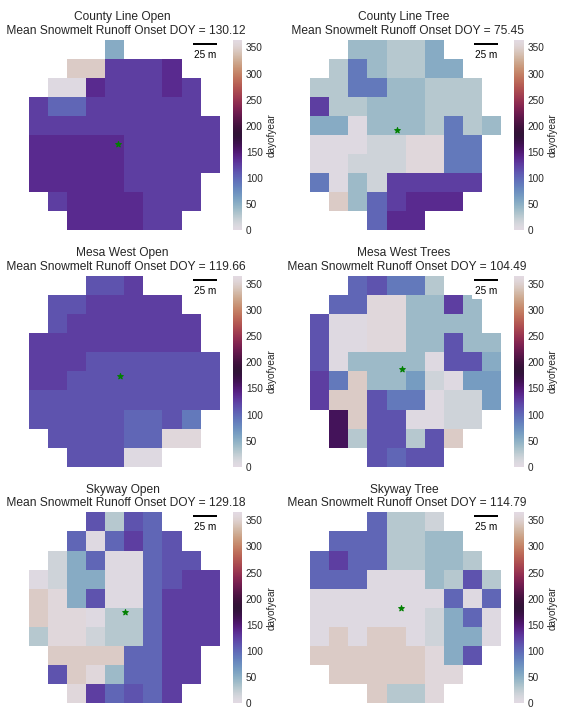 County Line Open
Mean Snowmelt Runoff Onset DOY = 130.12
25 m
350
300
250
200
150
100
50
0
dayofyear
County Line Tree
Mean Snowmelt Runoff Onset DOY = 75.45
25 m
350
300
250
200
150
100
50
0
dayofyear
Mesa West Open
Mean Snowmelt Runoff Onset DOY = 119.66
25 m
350
300
250
200
150
100
50
0
dayofyear
Mesa West Trees
Mean Snowmelt Runoff Onset DOY = 104.49
25 m
350
300
250
200
150
100
50
0
dayofyear
Skyway Open
Mean Snowmelt Runoff Onset DOY = 129.18
25 m
350
300
250
200
150
100
50
0
dayofyear
Skyway Tree
Mean Snowmelt Runoff Onset DOY = 114.79
25 m
350
300
250
200
150
100
50
0
dayofyear